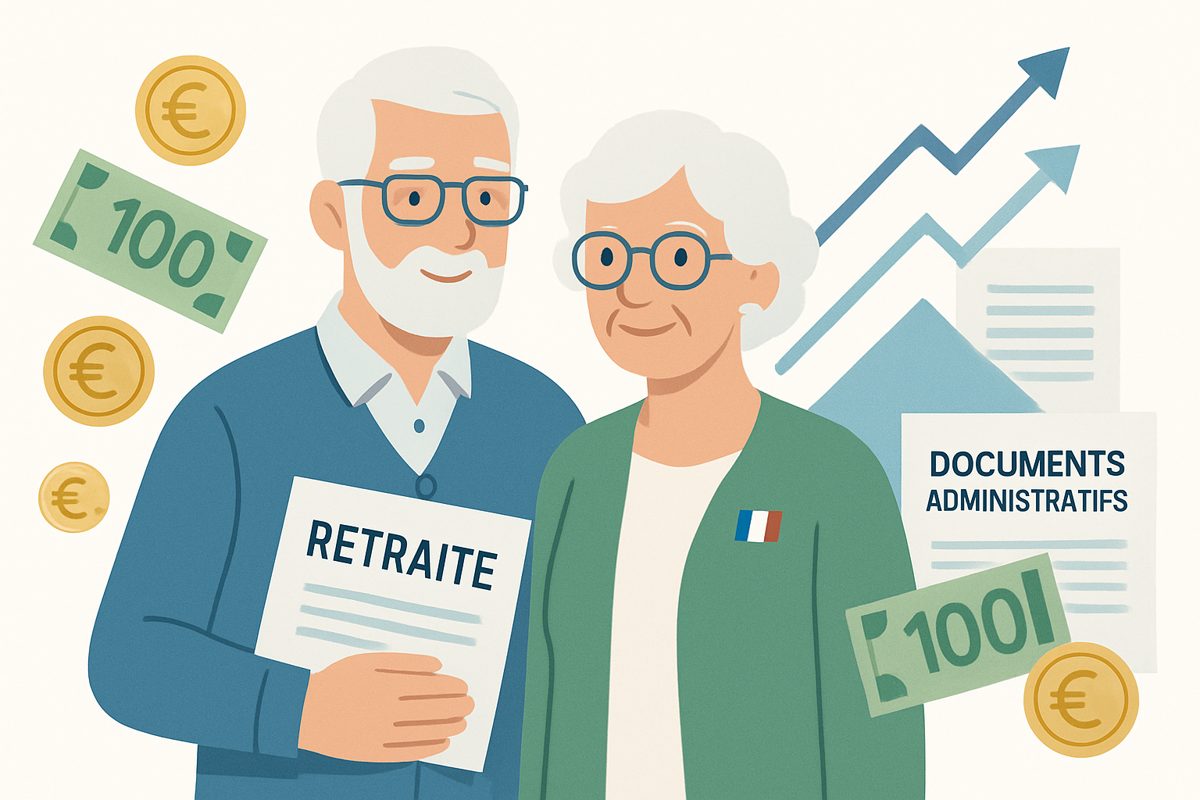 €
100
€
€
RETRAITE
DOCUMENTS
ADMINISTRATIFS
100
€